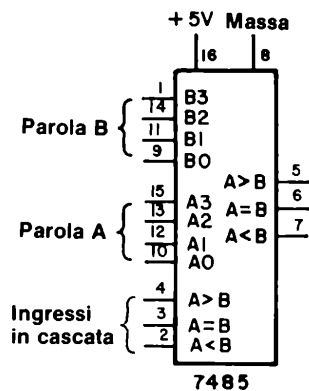 +5V Massa
16 8
1 B3
14 B2
Parola B
11 B1
9 B0
A>B 5
15 A3
A=B 6
13 A2
Parola A
A<B 7
12 A1
10 A0
4 A>B
Ingressi
3 A=B
in cascata
2 A<B
7485